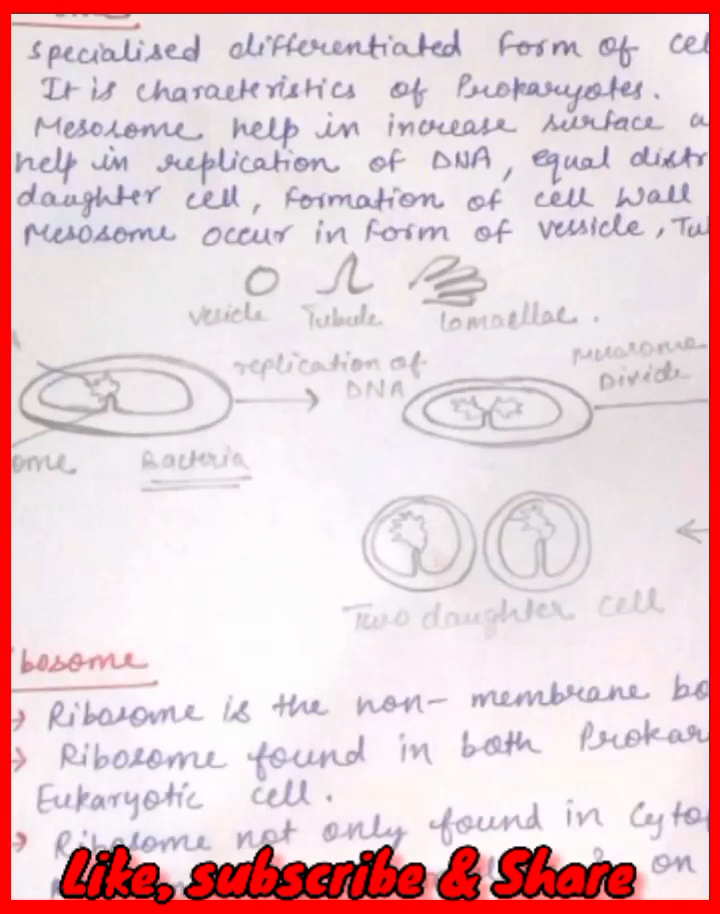 specialised differentiated form of cel
It is characteristics of Prokaryotes.
Mesosome help in increase surface a
help in replication of DNA, equal distr
daughter cell, formation of cell wall
Mesosome occur in form of vessicle, Tu
vesicle Tubule lamaellae.
replication of
DNA
Mesosome
Divide
ome
Bacteria
Two daughter cell
bosome
→ Ribosome is the non- membrane bo
→ Ribosome found in both Prokar
Eukaryotic cell.
→ Ribosome not only found in Cyto
on
Like, subscribe & Share